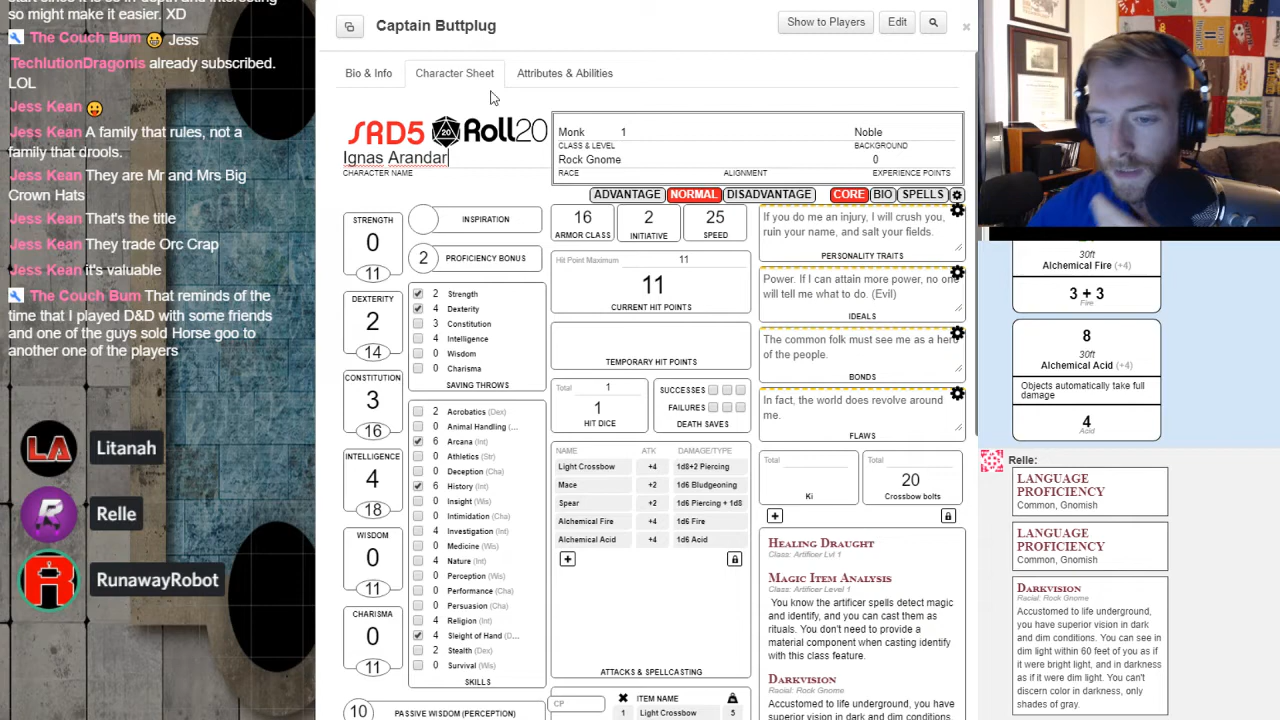 start since it is so in depth and interesting
so might make it easier. XD
The Couch Bum Jess
TechlutionDragonis already subscribed.
LOL
Jess Kean
Jess Kean A family that rules, not a
family that drools.
Jess Kean They are Mr and Mrs Big
Crown Hats
Jess Kean That's the title
Jess Kean They trade Orc Crap
Jess Kean it's valuable
The Couch Bum That reminds of the
time that I played D&D with some friends
and one of the guys sold Horse goo to
another one of the players
LA Litanah
Relle
RunawayRobot
Captain Buttplug
Show to Players Edit
Bio & Info Character Sheet Attributes & Abilities
SRD5 20 Roll20
Ignas Arandar
CHARACTER NAME
Monk 1 Noble
CLASS & LEVEL BACKGROUND
Rock Gnome 0
RACE ALIGNMENT EXPERIENCE POINTS
ADVANTAGE NORMAL DISADVANTAGE CORE BIO SPELLS
STRENGTH
0
11
DEXTERITY
2
14
CONSTITUTION
3
16
INTELLIGENCE
4
18
WISDOM
0
11
CHARISMA
0
11
INSPIRATION
2 PROFICIENCY BONUS
2 Strength
4 Dexterity
3 Constitution
4 Intelligence
0 Wisdom
0 Charisma
SAVING THROWS
2 Acrobatics (Dex)
0 Animal Handling (...
6 Arcana (Int)
0 Athletics (Str)
0 Deception (Cha)
6 History (Int)
0 Insight (Wis)
0 Intimidation (Cha)
4 Investigation (Int)
0 Medicine (Wis)
4 Nature (Int)
0 Perception (Wis)
0 Performance (Cha)
0 Persuasion (Cha)
4 Religion (Int)
4 Sleight of Hand (D...
2 Stealth (Dex)
0 Survival (Wis)
SKILLS
10 PASSIVE WISDOM (PERCEPTION)
16 2 25
ARMOR CLASS INITIATIVE SPEED
Hit Point Maximum 11
11
CURRENT HIT POINTS
TEMPORARY HIT POINTS
Total 1
1
HIT DICE
SUCCESSES
FAILURES
DEATH SAVES
NAME ATK DAMAGE/TYPE
Light Crossbow +4 1d8+2 Piercing
Mace +2 1d6 Bludgeoning
Spear +2 1d6 Piercing + 1d8
Alchemical Fire +4 1d6 Fire
Alchemical Acid +4 1d6 Acid
ATTACKS & SPELLCASTING
CP
ITEM NAME
1 Light Crossbow 5
If you do me an injury, I will crush you,
ruin your name, and salt your fields.
PERSONALITY TRAITS
Power. If I can attain more power, no one
will tell me what to do. (Evil)
IDEALS
The common folk must see me as a hero
of the people.
BONDS
In fact, the world does revolve around
me.
FLAWS
Total
Ki
Total
20
Crossbow bolts
HEALING DRAUGHT
Class: Artificer Lvl 1
MAGIC ITEM ANALYSIS
Class: Artificer Level 1
You know the artificer spells detect magic
and identify, and you can cast them as
rituals. You don't need to provide a
material component when casting identify
with this class feature.
DARKVISION
Racial: Rock Gnome
Accustomed to life underground, you have
superior vision in dark and dim conditions.
30ft
Alchemical Fire (+4)
3 + 3
Fire
8
30ft
Alchemical Acid (+4)
Objects automatically take full
damage
4
Acid
Relle:
LANGUAGE
PROFICIENCY
Common, Gnomish
LANGUAGE
PROFICIENCY
Common, Gnomish
DARKVISION
Racial: Rock Gnome
Accustomed to life underground,
you have superior vision in dark
and dim conditions. You can see in
dim light within 60 feet of you as if
it were bright light, and in darkness
as if it were dim light. You can't
discern color in darkness, only
shades of gray.